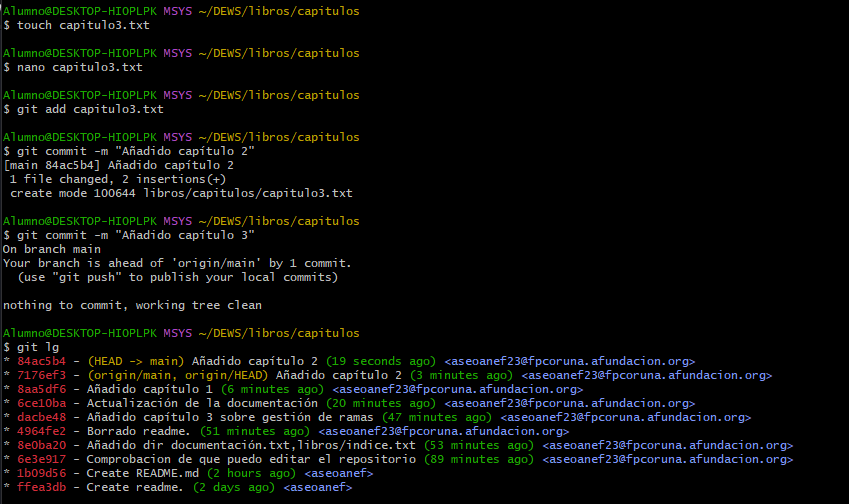 Alumno@DESKTOP-HIOPLPK MSYS ~/DEWS/libros/capitulos
$ touch capitulo3.txt
Alumno@DESKTOP-HIOPLPK MSYS ~/DEWS/libros/capitulos
$ nano capitulo3.txt
Alumno@DESKTOP-HIOPLPK MSYS ~/DEWS/libros/capitulos
$ git add capitulo3.txt
Alumno@DESKTOP-HIOPLPK MSYS ~/DEWS/libros/capitulos
$ git commit -m "Añadido capítulo 2"
[main 84ac5b4] Añadido capítulo 2
 1 file changed, 2 insertions(+)
 create mode 100644 libros/capitulos/capitulo3.txt
Alumno@DESKTOP-HIOPLPK MSYS ~/DEWS/libros/capitulos
$ git commit -m "Añadido capítulo 3"
On branch main
Your branch is ahead of 'origin/main' by 1 commit.
  (use "git push" to publish your local commits)
nothing to commit, working tree clean
Alumno@DESKTOP-HIOPLPK MSYS ~/DEWS/libros/capitulos
$ git lg
* 84ac5b4 - (HEAD -> main) Añadido capítulo 2 (19 seconds ago) <aseoanef23@fpcoruna.afundacion.org>
* 7176ef3 - (origin/main, origin/HEAD) Añadido capítulo 2 (3 minutes ago) <aseoanef23@fpcoruna.afundacion.org>
* 8aa5df6 - Añadido capítulo 1 (6 minutes ago) <aseoanef23@fpcoruna.afundacion.org>
* 6ce10ba - Actualización de la documentación (20 minutes ago) <aseoanef23@fpcoruna.afundacion.org>
* dacbe48 - Añadido capítulo 3 sobre gestión de ramas (47 minutes ago) <aseoanef23@fpcoruna.afundacion.org>
* 4964fe2 - Borrado readme. (51 minutes ago) <aseoanef23@fpcoruna.afundacion.org>
* 8e0ba20 - Añadido dir documentación.txt,libros/indice.txt (53 minutes ago) <aseoanef23@fpcoruna.afundacion.org>
* 6e3e917 - Comprobacion de que puedo editar el repositorio (89 minutes ago) <aseoanef23@fpcoruna.afundacion.org>
* 1b09d56 - Create README.md (2 hours ago) <aseoanef>
* ffea3db - Create readme. (2 days ago) <aseoanef>